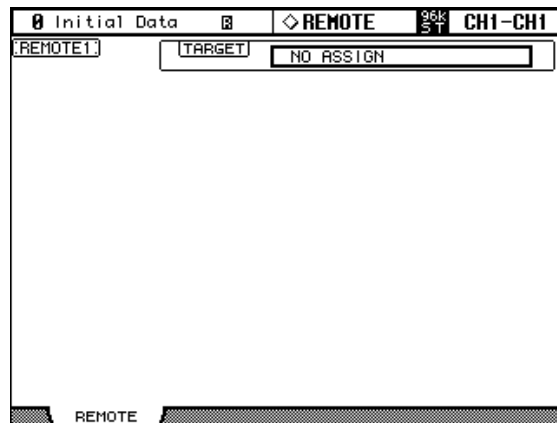 0 Initial Data R ◇REMOTE 96k ST CH1-CH1
REMOTE1 TARGET NO ASSIGN
REMOTE